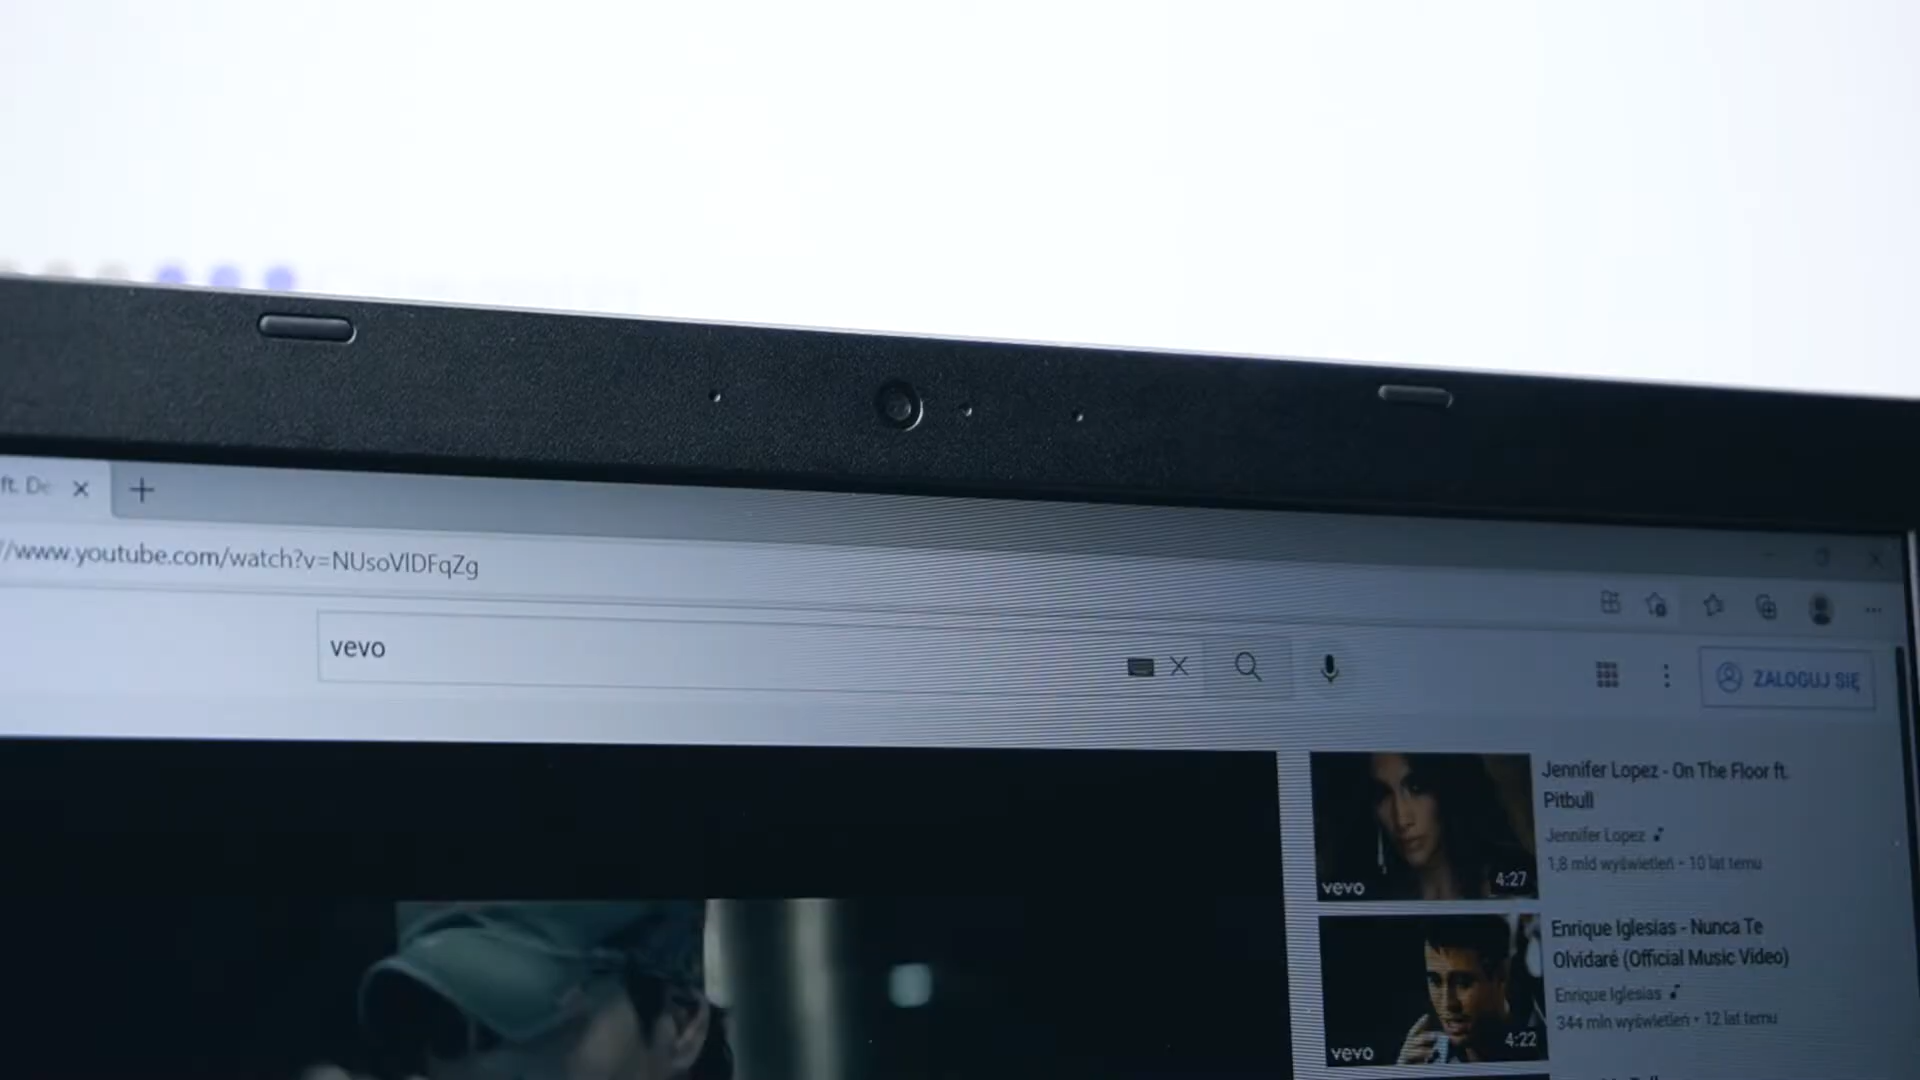 ft. De
//www.youtube.com/watch?v=NUsoVlDFqZg
vevo
ZALOGUJ SIĘ
Jennifer Lopez - On The Floor ft.
Pitbull
Jennifer Lopez
1,8 mld wyświetleń • 10 lat temu
4:27
vevo
Enrique Iglesias - Nunca Te
Olvidaré (Official Music Video)
Enrique Iglesias
344 mln wyświetleń • 12 lat temu
4:22
vevo